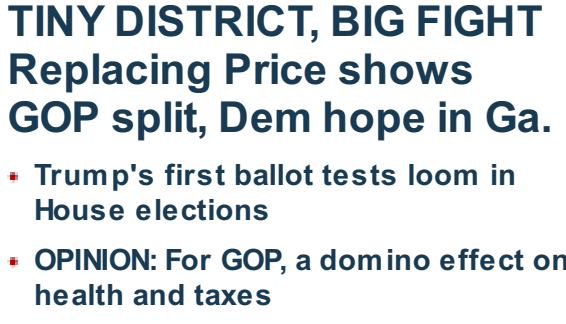 TINY DISTRICT, BIG FIGHT
Replacing Price shows
GOP split, Dem hope in Ga.
Trump's first ballot tests loom in
House elections
OPINION: For GOP, a domino effect on
health and taxes